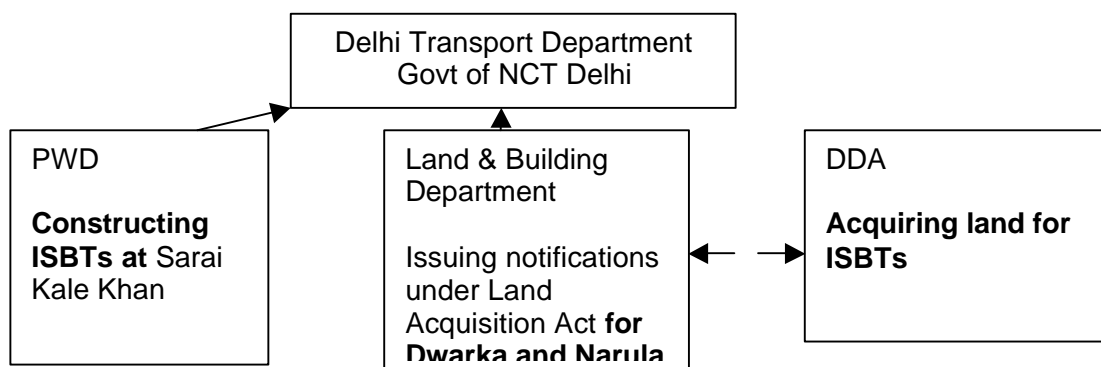 Delhi Transport Department
Govt of NCT Delhi
PWD
Constructing
ISBTs at Sarai
Kale Khan
Land & Building
Department
Issuing notifications
under Land
Acquisition Act for
Dwarka and Narula
DDA
Acquiring land for
ISBTs